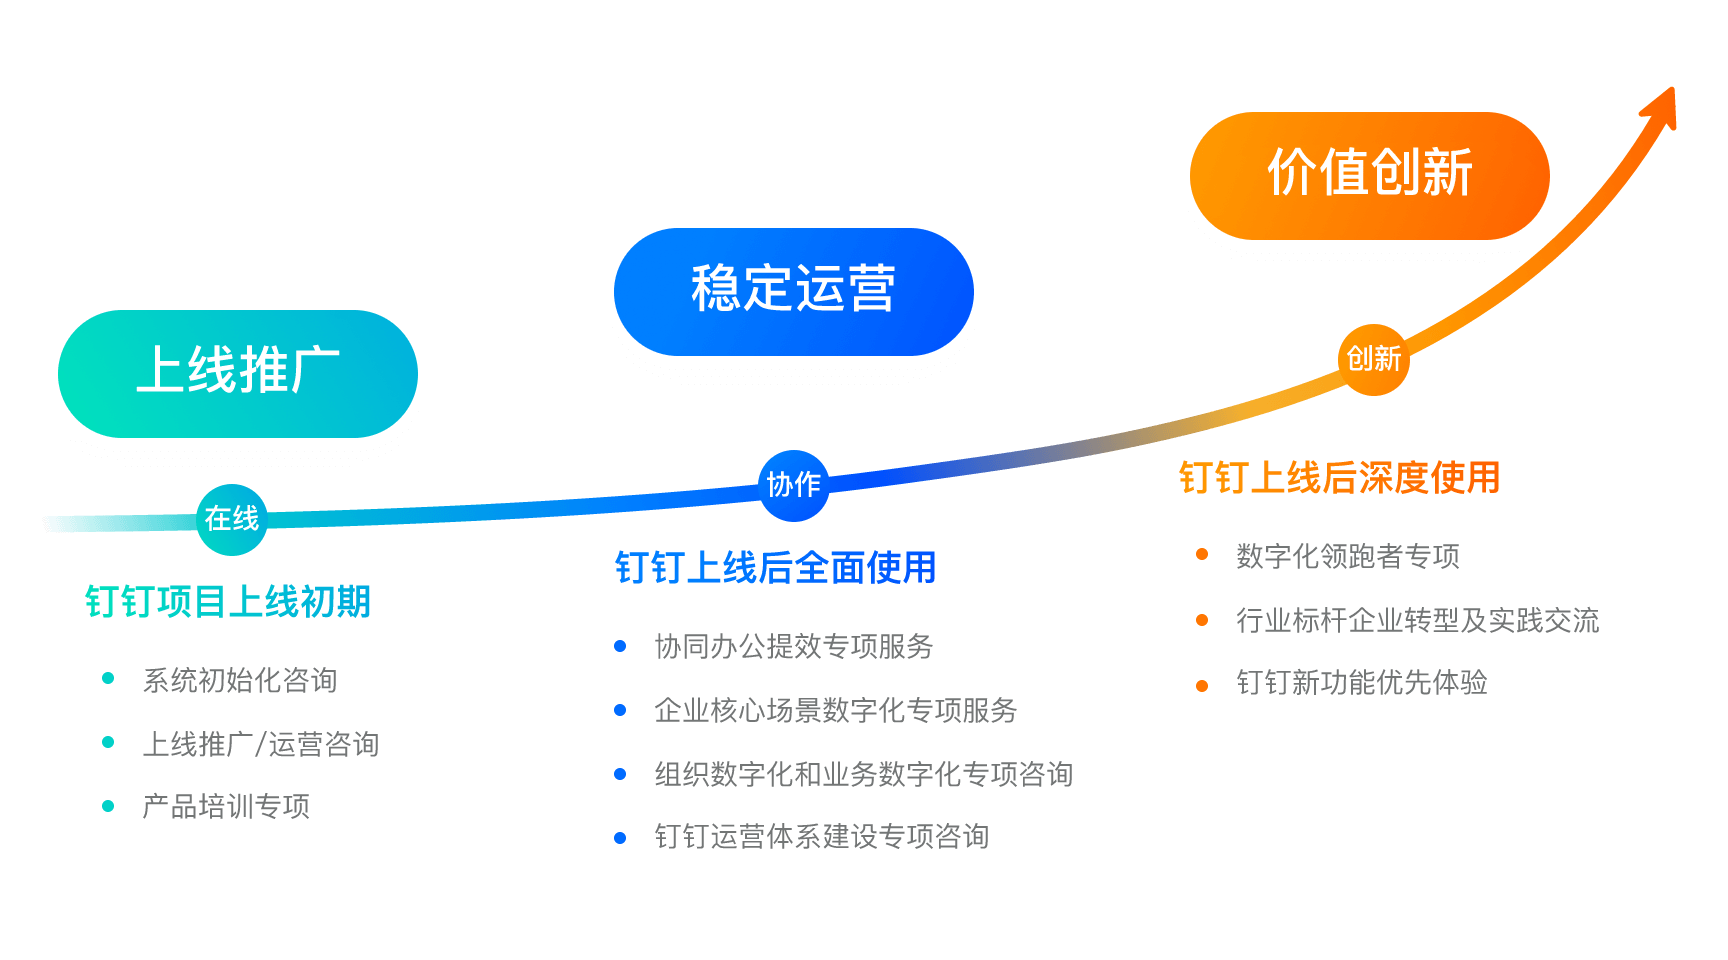 上线推广
在线
钉钉项目上线初期
系统初始化咨询
上线推广/运营咨询
产品培训专项
稳定运营
协作
钉钉上线后全面使用
协同办公提效专项服务
企业核心场景数字化专项服务
组织数字化和业务数字化专项咨询
钉钉运营体系建设专项咨询
价值创新
创新
钉钉上线后深度使用
数字化领跑者专项
行业标杆企业转型及实践交流
钉钉新功能优先体验